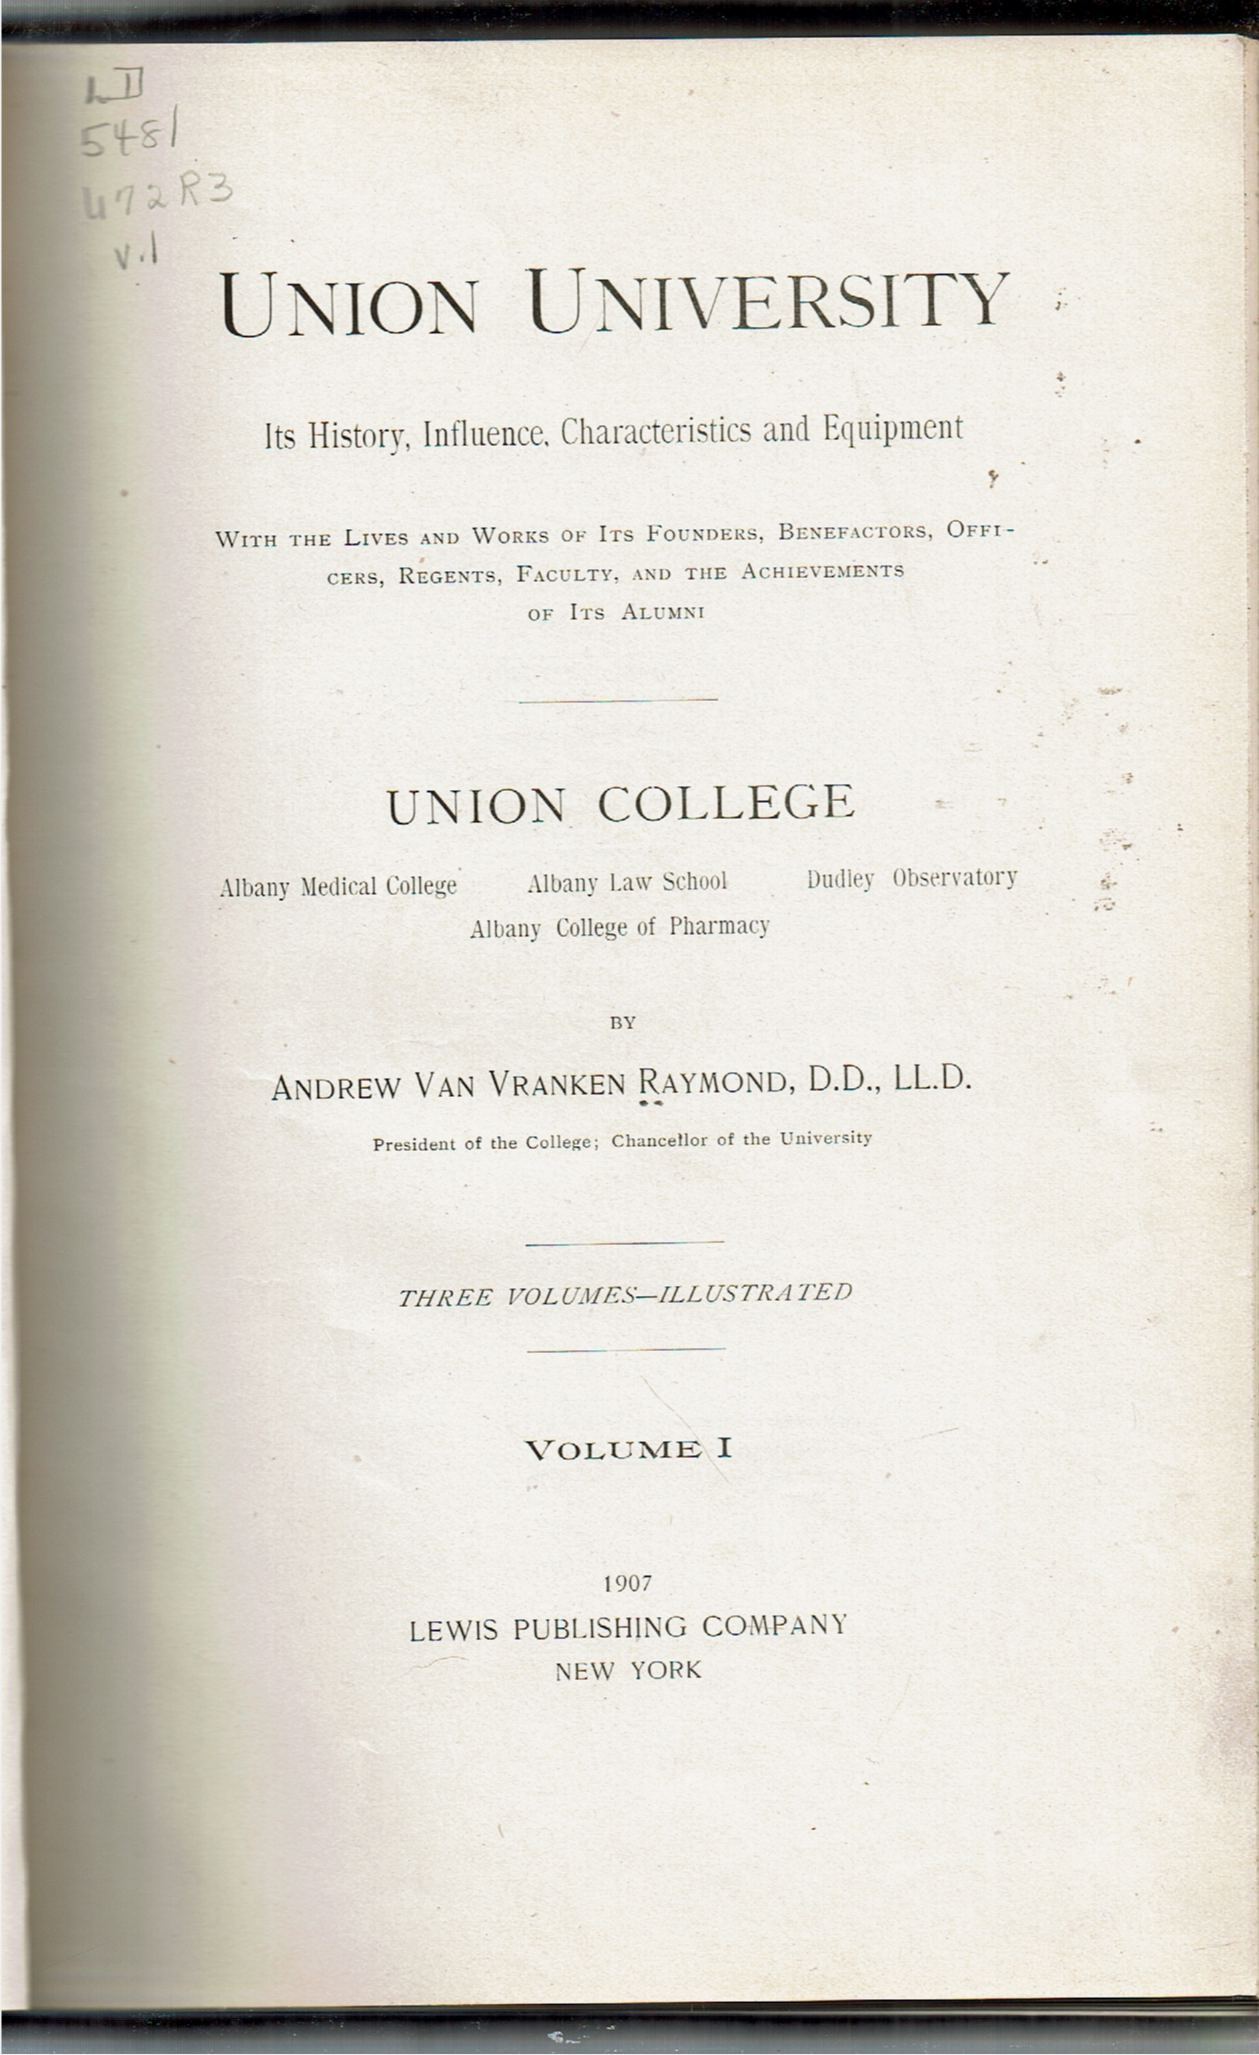 LD
5481
U72R3
v.1
UNION UNIVERSITY
Its History, Influence, Characteristics and Equipment
WITH THE LIVES AND WORKS OF ITS FOUNDERS, BENEFACTORS, OFFI-
CERS, REGENTS, FACULTY, AND THE ACHIEVEMENTS
OF ITS ALUMNI
UNION COLLEGE
Albany Medical College Albany Law School Dudley Observatory
Albany College of Pharmacy
BY
ANDREW VAN VRANKEN RAYMOND, D.D., LL.D.
President of the College; Chancellor of the University
THREE VOLUMES—ILLUSTRATED
VOLUME I
1907
LEWIS PUBLISHING COMPANY
NEW YORK